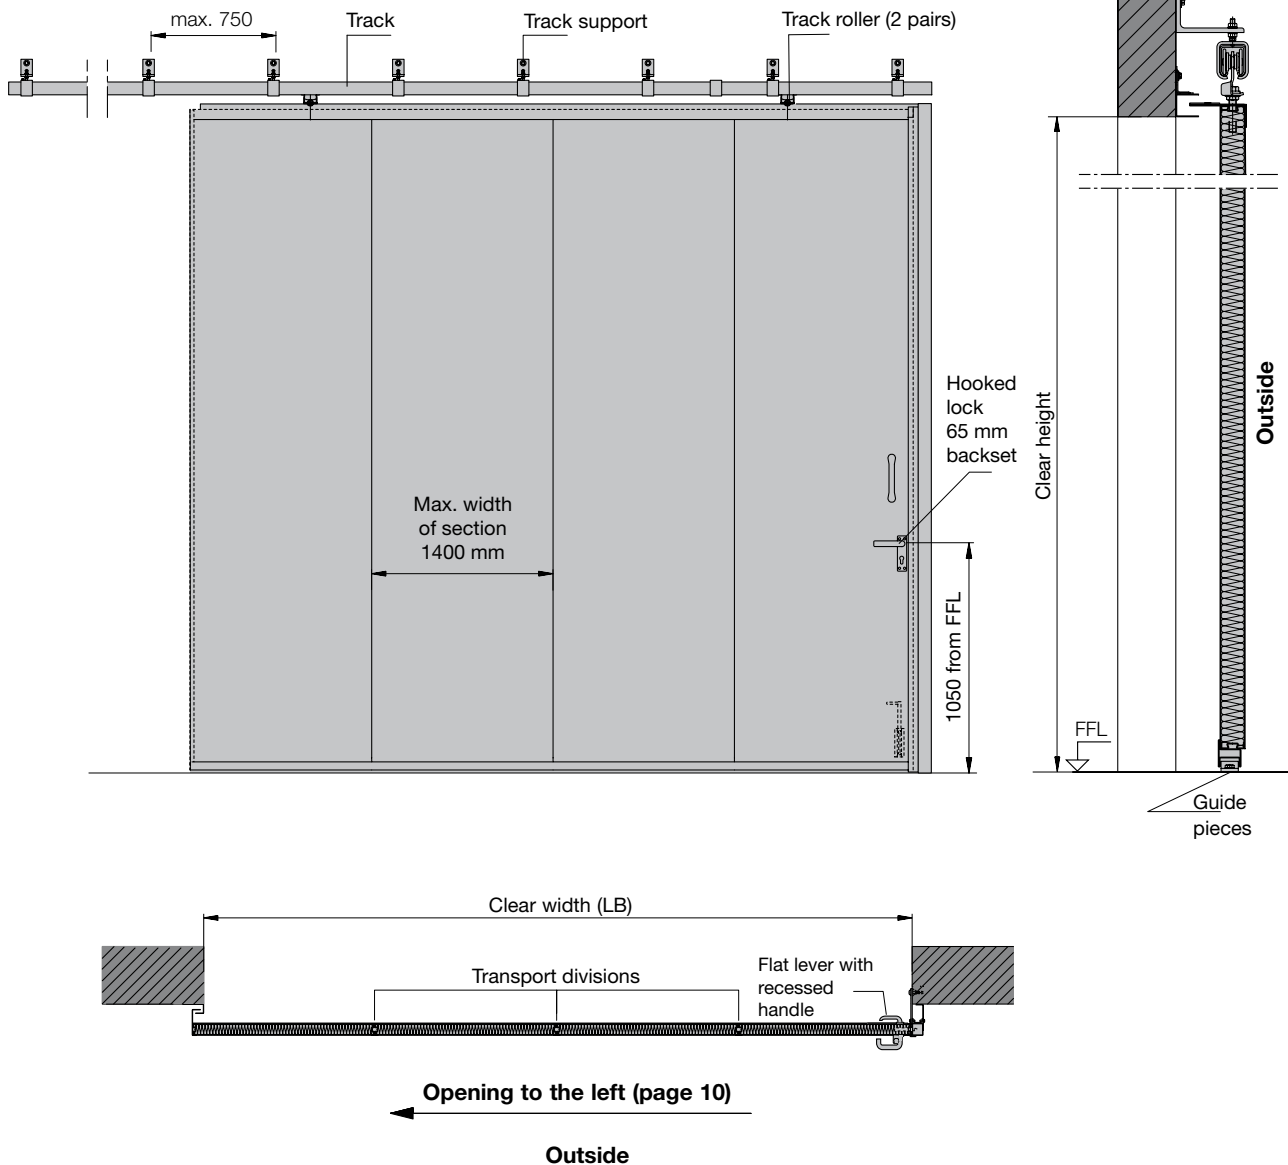 max. 750
Track
Track support
Track roller (2 pairs)
Hooked
lock
65 mm
backset
Max. width
of section
1400 mm
1050 from FFL
Clear height
Outside
FFL
Guide
pieces
Clear width (LB)
Transport divisions
Flat lever with
recessed
handle
Opening to the left (page 10)
Outside